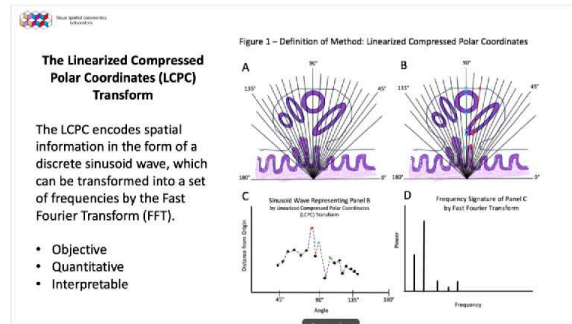 Tissue Spatial Geometrics
Laboratory
The Linearized Compressed
Polar Coordinates (LCPC)
Transform
The LCPC encodes spatial
information in the form of a
discrete sinusoid wave, which
can be transformed into a set
of frequencies by the Fast
Fourier Transform (FFT).
• Objective
• Quantitative
• Interpretable
Figure 1 – Definition of Method: Linearized Compressed Polar Coordinates
A
90°
135°
45°
180°
0°
B
90°
135°
45°
180°
0°
C
Sinusoid Wave Representing Panel B
by Linearized Compressed Polar Coordinates
(LCPC) Transform
Distance from Origin
45°
90°
135°
180°
Angle
D
Frequency Signature of Panel C
by Fast Fourier Transform
Power
Frequency